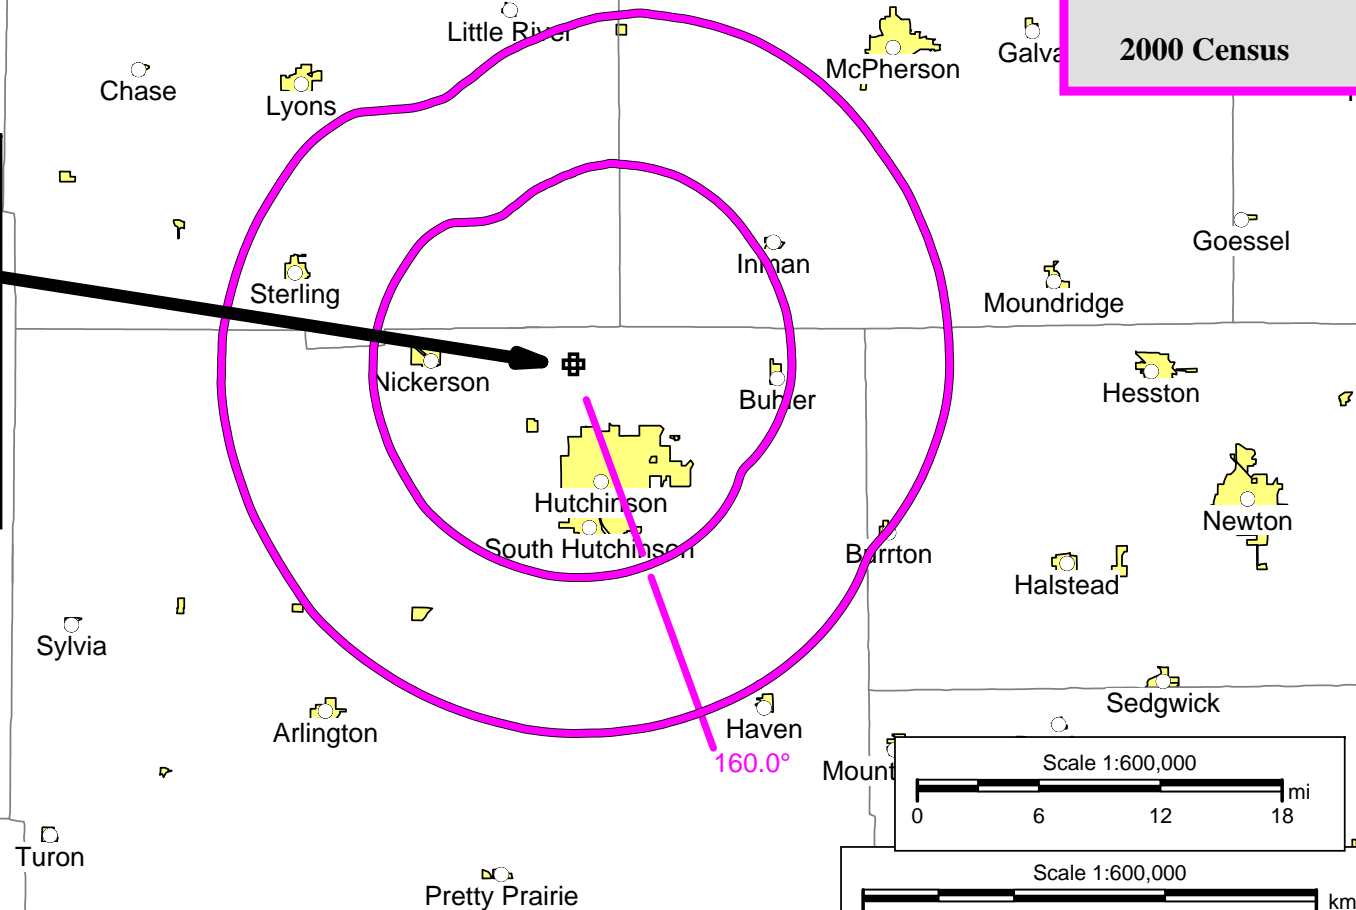 Little River
McPherson
Galva
2000 Census
Chase
Lyons
Goessel
Inman
Sterling
Moundridge
Nickerson
Buhler
Hesston
Hutchinson
South Hutchinson
Burrton
Newton
Halstead
Sylvia
Sedgwick
Arlington
Haven
160.0°
Mount
Scale 1:600,000
mi
0 6 12 18
Turon
Pretty Prairie
Scale 1:600,000
km